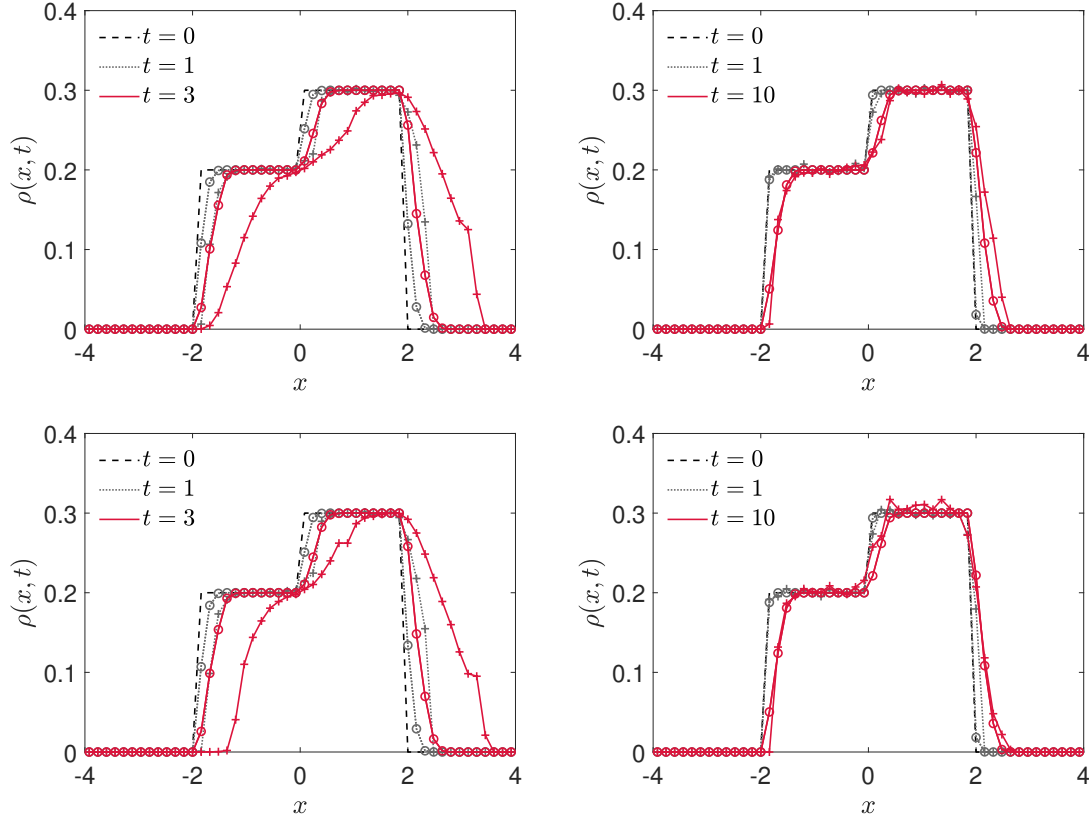 0.4
0.3
0.2
0.1
0
-4 -2 0 2 4
ρ(x, t)
x
t = 0
t = 1
t = 3
0.4
0.3
0.2
0.1
0
-4 -2 0 2 4
ρ(x, t)
x
t = 0
t = 1
t = 10
0.4
0.3
0.2
0.1
0
-4 -2 0 2 4
ρ(x, t)
x
t = 0
t = 1
t = 3
0.4
0.3
0.2
0.1
0
-4 -2 0 2 4
ρ(x, t)
x
t = 0
t = 1
t = 10